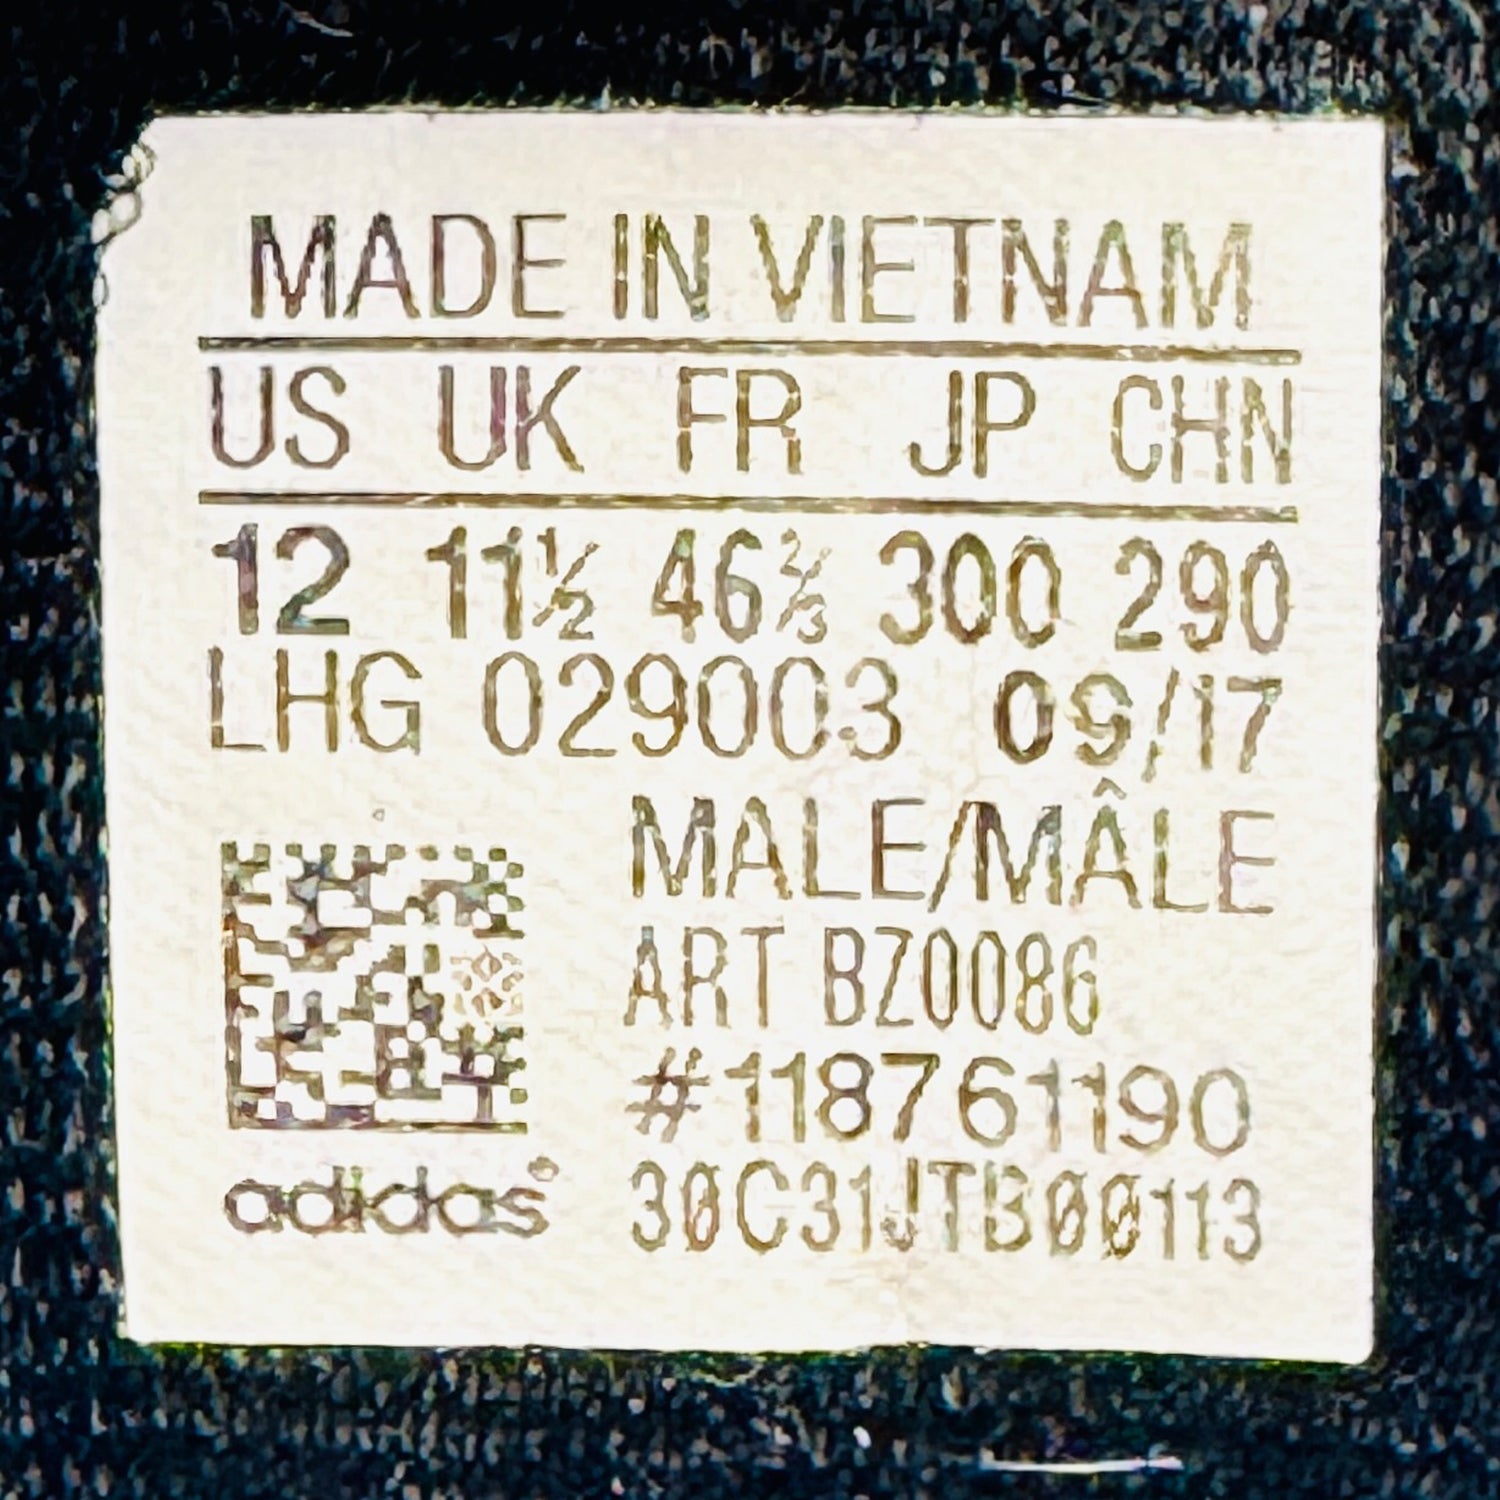 MADE IN VIETNAM
US UK FR JP CHN
12 11½ 46⅔ 300 290
LHG 029003 09/17
MALE/MÂLE
ART BZ0086
#118761190
adidas® 30C31JTB00113